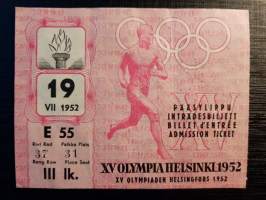 19
VII 1952
E 55
Rivi Rad
Paikka Plats
37
31
Rang Row
Place Seat
III lk.
XV
PÄÄSYLIPPU
INTRÄDESBILJETT
BILLET D'ENTRÉE
ADMISSION TICKET
XV OLYMPIA HELSINKI 1952
XV OLYMPIADEN HELSINGFORS 1952